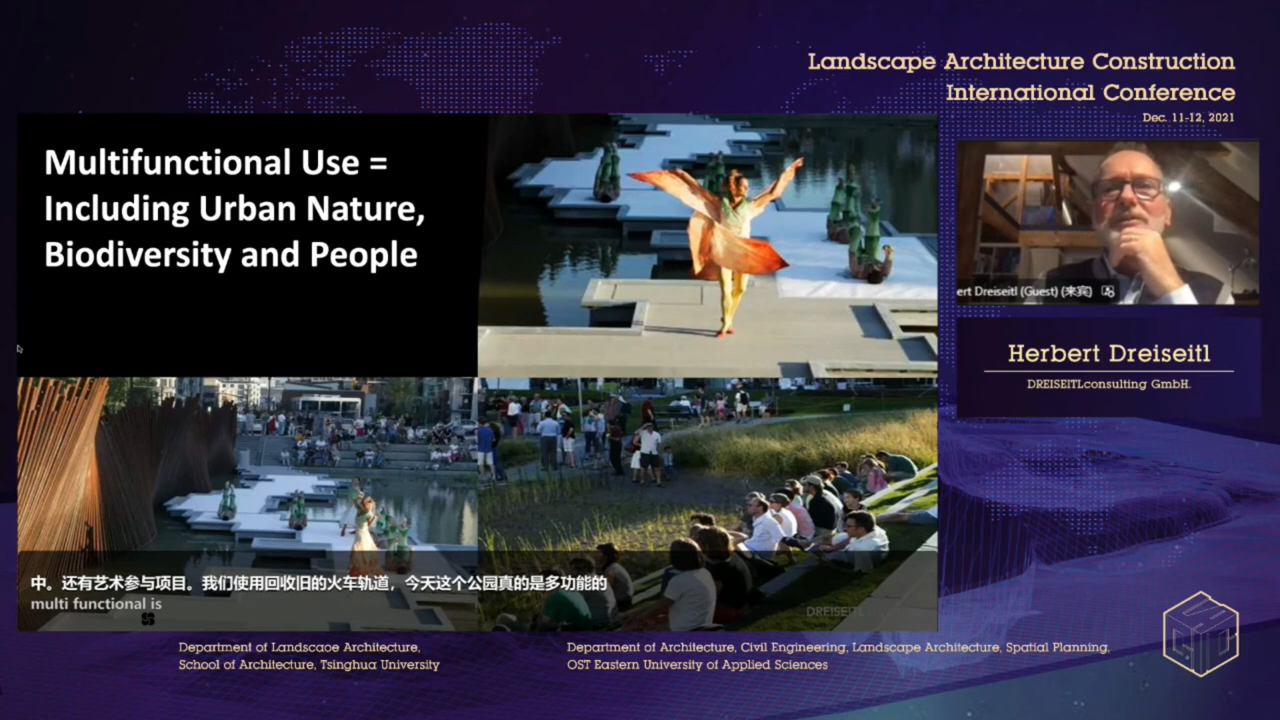 Landscape Architecture Construction
International Conference
Dec. 11-12, 2021
Multifunctional Use =
Including Urban Nature,
Biodiversity and People
ert Dreiseitl (Guest) (来宾)
Herbert Dreiseitl
DREISEITLconsulting GmbH.
中。还有艺术参与项目。我们使用回收旧的火车轨道，今天这个公园真的是多功能的
multi functional is
DREISEITL
Department of Landscape Architecture,
School of Architecture, Tsinghua University
Department of Architecture, Civil Engineering, Landscape Architecture, Spatial Planning,
OST Eastern University of Applied Sciences